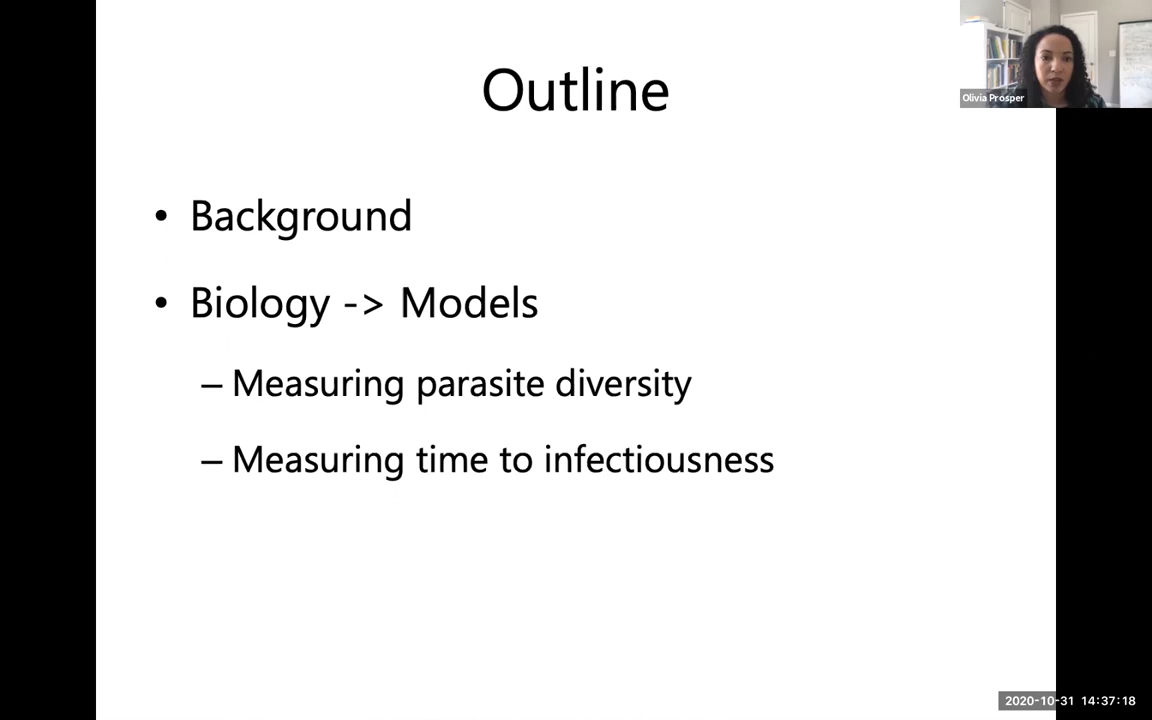 Outline
Olivia Prosper
• Background
• Biology -> Models
– Measuring parasite diversity
– Measuring time to infectiousness
2020-10-31 14:37:18